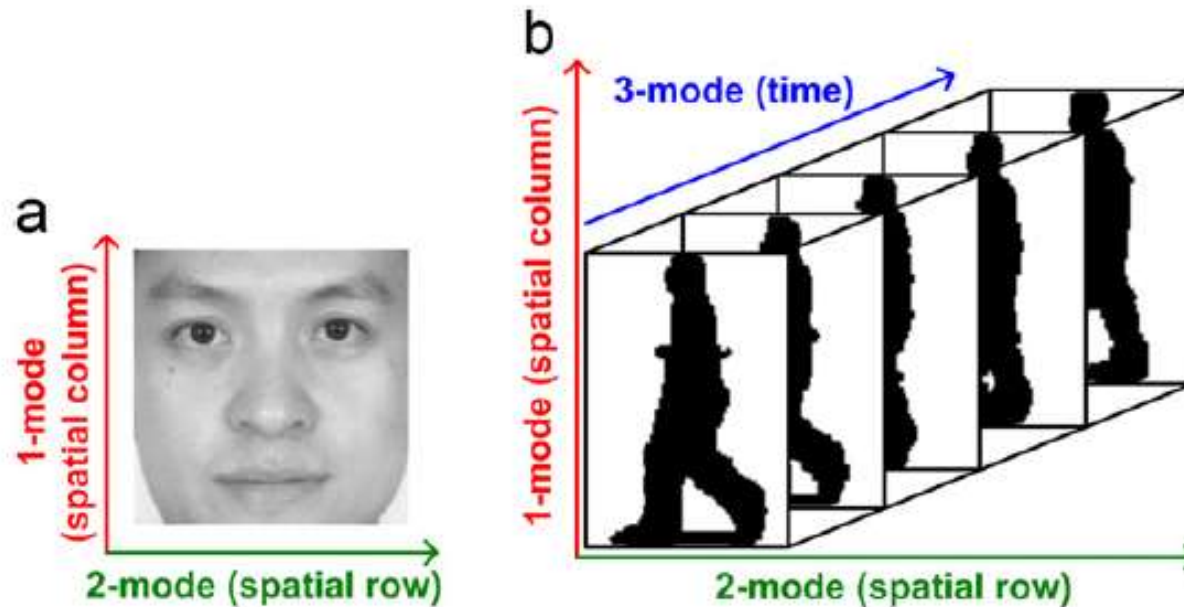 a
1-mode
(spatial column)
2-mode (spatial row)
b
1-mode (spatial column)
3-mode (time)
2-mode (spatial row)